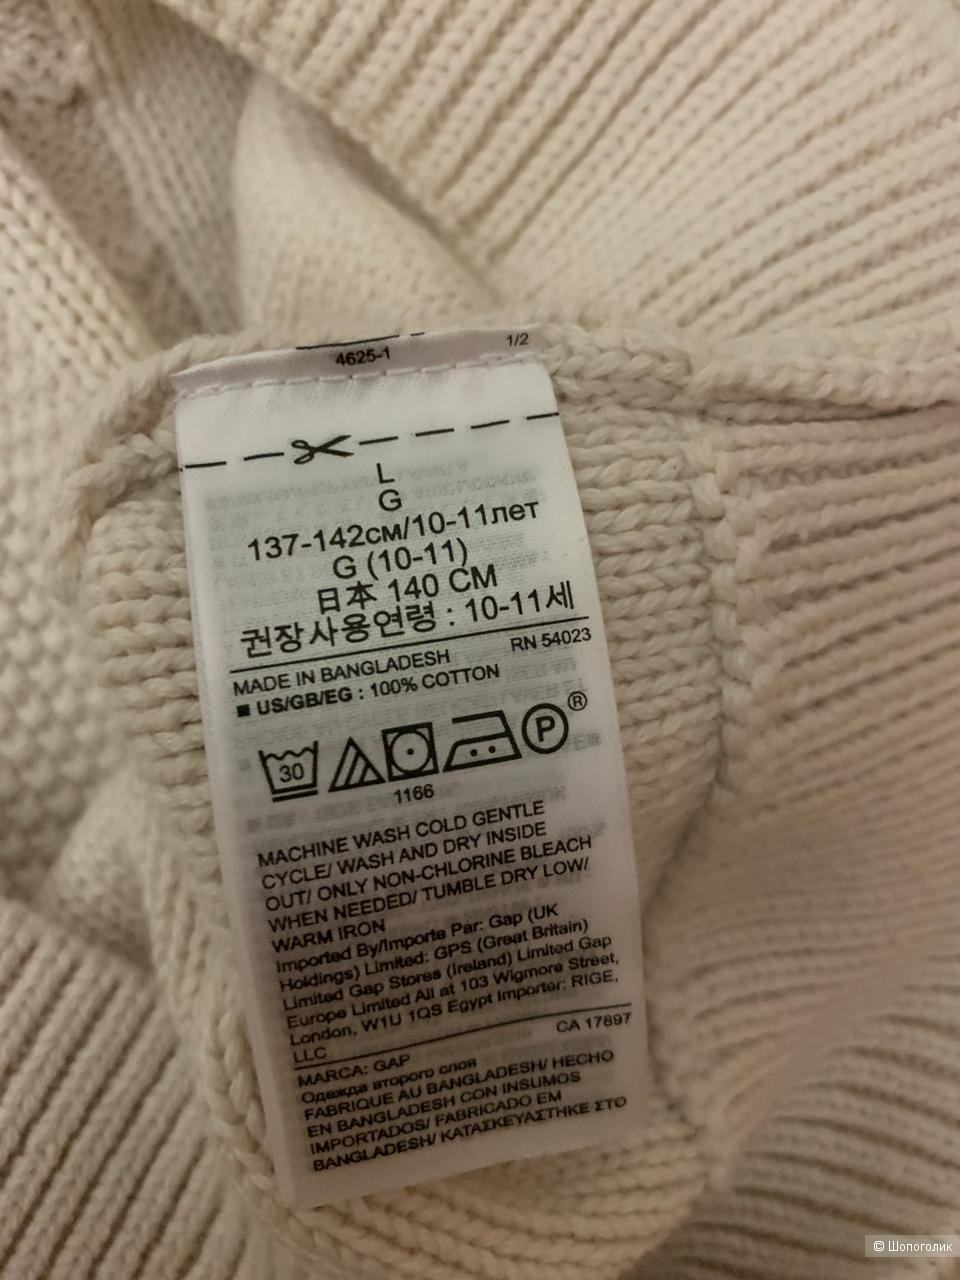 4625-1
1/2
L
G
137-142см/10-11лет
G (10-11)
日本 140 CM
권장사용연령 : 10-11세
RN 54023
MADE IN BANGLADESH
■ US/GB/EG : 100% COTTON
30
P ®
1166
MACHINE WASH COLD GENTLE
CYCLE/ WASH AND DRY INSIDE
OUT/ ONLY NON-CHLORINE BLEACH
WHEN NEEDED/ TUMBLE DRY LOW/
WARM IRON
Imported By/Importe Par: Gap (UK
Holdings) Limited: GPS (Great Britain)
Limited Gap Stores (Ireland) Limited Gap
Europe Limited All at 103 Wigmore Street,
London, W1U 1QS Egypt Importer: RIGE,
LLC
CA 17897
MARCA: GAP
Одежда второго слоя
FABRIQUE AU BANGLADESH/ HECHO
EN BANGLADESH CON INSUMOS
IMPORTADOS/ FABRICADO EM
BANGLADESH/ ΚΑΤΑΣΚΕΥΑΣΤΗΚΕ ΣΤΟ
© Шопоголик